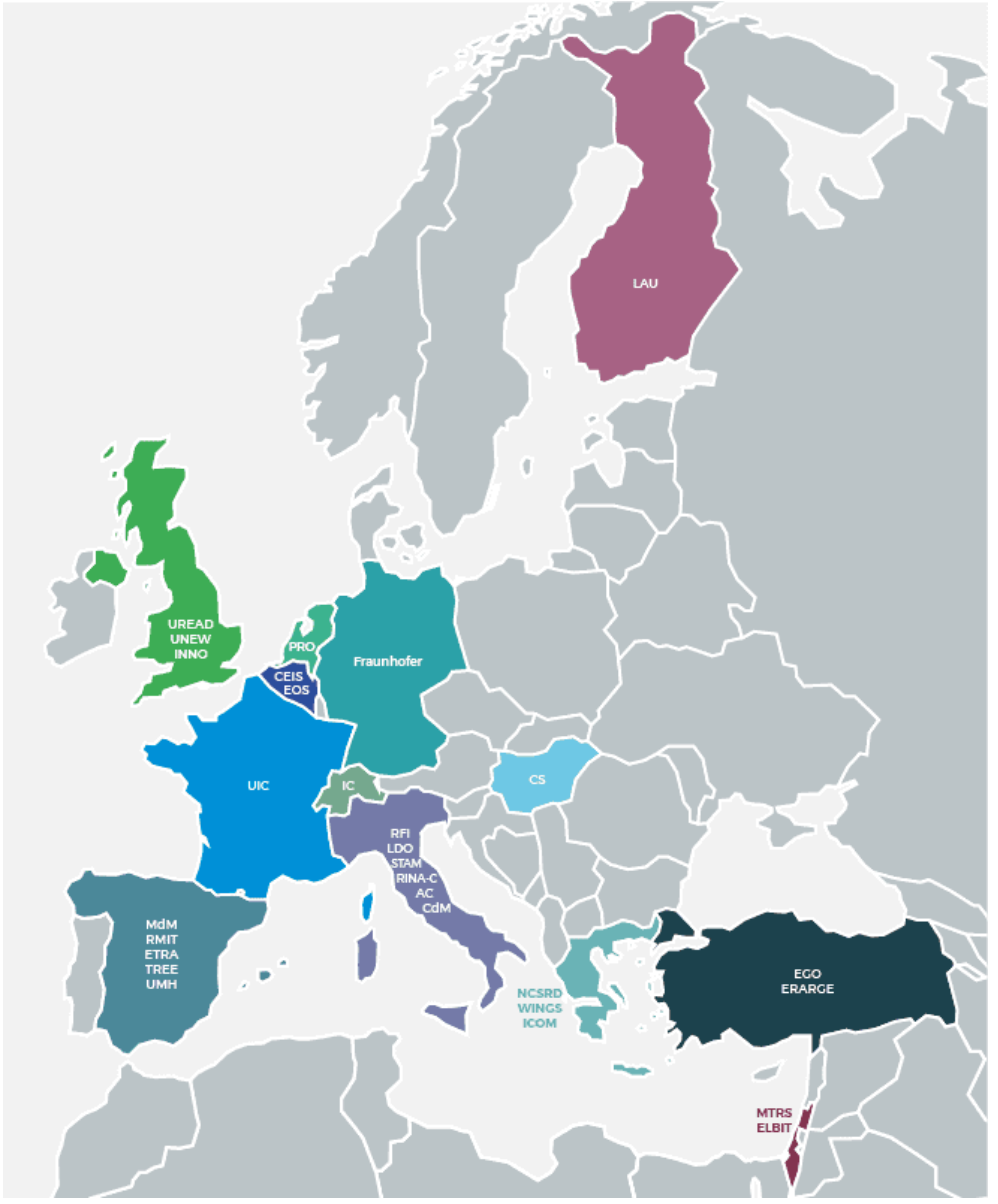 LAU
UREAD
UNEW
INNO
PRO
Fraunhofer
CEIS
EOS
UIC
IC
CS
RFI
LDO
STAM
RINA-C
AC
CdM
MdM
RMIT
ETRA
TREE
UMH
NCSRD
WINGS
ICOM
EGO
ERARGE
MTRS
ELBIT